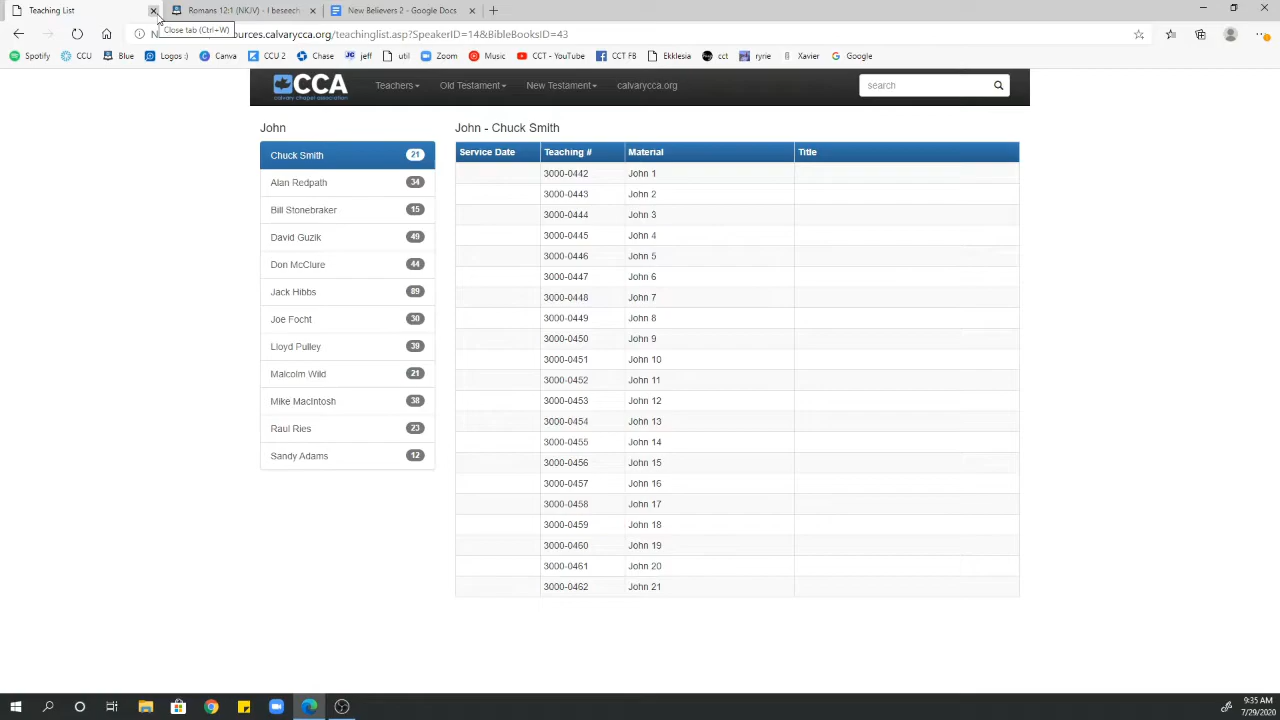 Teaching List
Romans 12:1 (NKJV) - I beseech
New Believers 2 - Google Docs
Close tab (Ctrl+W)
ources.calvarycca.org/teachinglist.asp?SpeakerID=14&BibleBooksID=43
Spotify CCU Blue Logos :) Canva CCU 2 Chase jeff util Zoom Music CCT - YouTube CCT FB Ekklesia cct ryrie Xavier Google
CCA
calvary chapel association
Teachers Old Testament New Testament calvarycca.org search
John
Chuck Smith 21
Alan Redpath 34
Bill Stonebraker 15
David Guzik 49
Don McClure 44
Jack Hibbs 89
Joe Focht 30
Lloyd Pulley 39
Malcolm Wild 21
Mike MacIntosh 38
Raul Ries 23
Sandy Adams 12
John - Chuck Smith
Service Date Teaching # Material Title
3000-0442 John 1
3000-0443 John 2
3000-0444 John 3
3000-0445 John 4
3000-0446 John 5
3000-0447 John 6
3000-0448 John 7
3000-0449 John 8
3000-0450 John 9
3000-0451 John 10
3000-0452 John 11
3000-0453 John 12
3000-0454 John 13
3000-0455 John 14
3000-0456 John 15
3000-0457 John 16
3000-0458 John 17
3000-0459 John 18
3000-0460 John 19
3000-0461 John 20
3000-0462 John 21
9:35 AM
7/29/2020